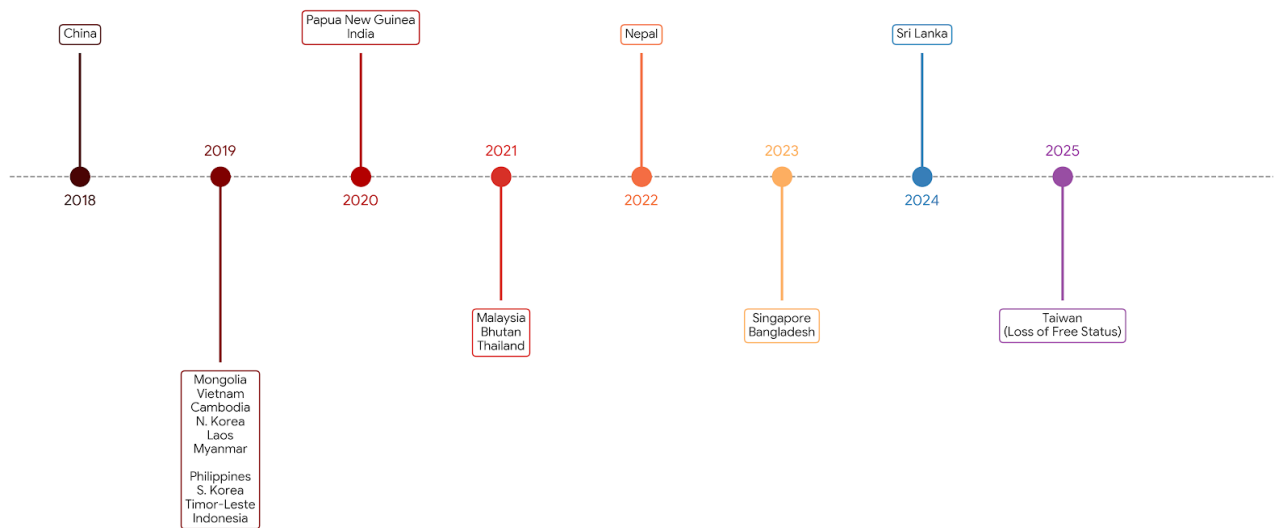 China
2018
2019
Mongolia
Vietnam
Cambodia
N. Korea
Laos
Myanmar
Philippines
S. Korea
Timor-Leste
Indonesia
Papua New Guinea
India
2020
2021
Malaysia
Bhutan
Thailand
Nepal
2022
2023
Singapore
Bangladesh
Sri Lanka
2024
2025
Taiwan
(Loss of Free Status)